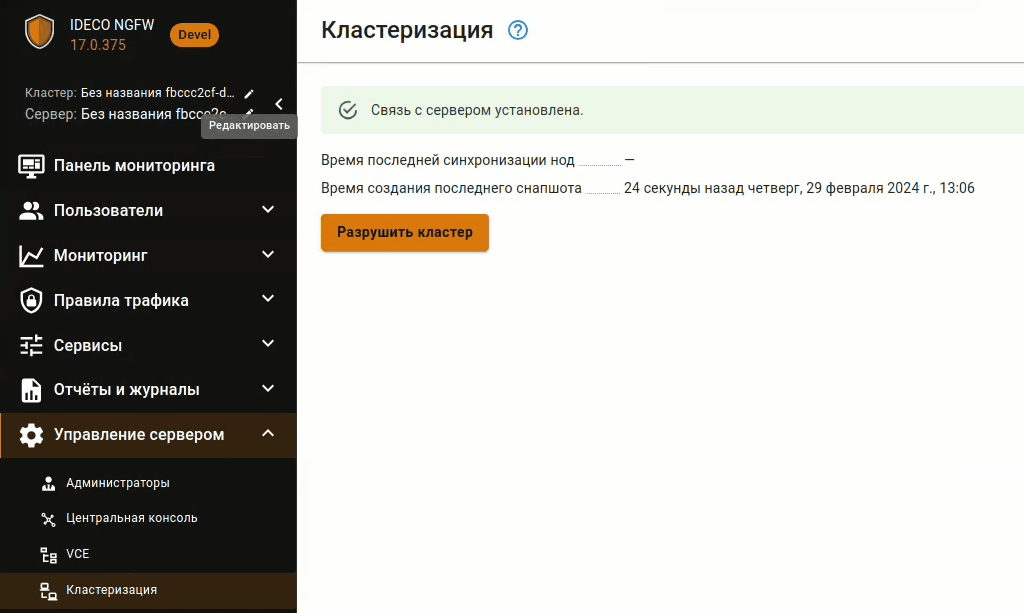 IDECO NGFW
17.0.375
Devel
Кластер: Без названия fbccc2cf-d...
Сервер: Без названия fbccc2c...
Редактировать
Панель мониторинга
Пользователи
Мониторинг
Правила трафика
Сервисы
Отчёты и журналы
Управление сервером
Администраторы
Центральная консоль
VCE
Кластеризация
Кластеризация ?
Связь с сервером установлена.
Время последней синхронизации нод —
Время создания последнего снапшота 24 секунды назад четверг, 29 февраля 2024 г., 13:06
Разрушить кластер